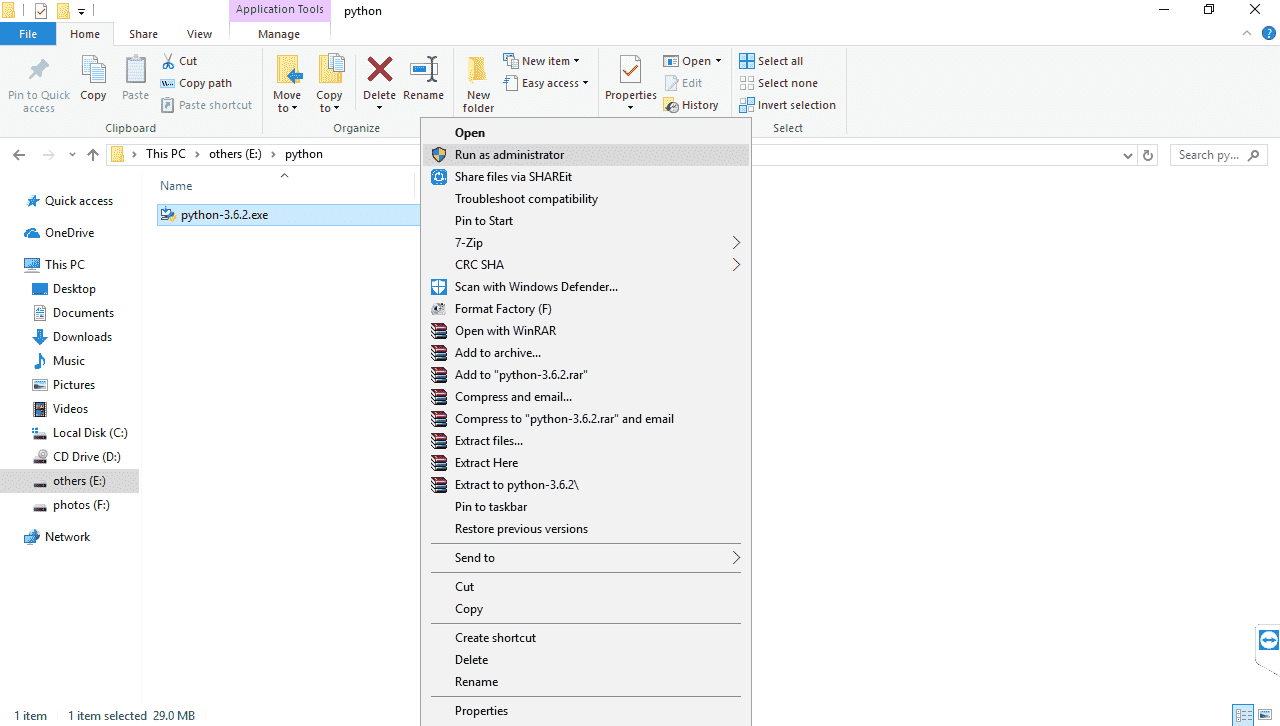 Application Tools
python
File
Home
Share
View
Manage
Pin to Quick access
Copy
Paste
Cut
Copy path
Paste shortcut
Clipboard
Move to
Copy to
Delete
Rename
Organize
New folder
New item
Easy access
Properties
Open
Edit
History
Select all
Select none
Invert selection
Select
This PC
others (E:)
python
Search py...
Name
python-3.6.2.exe
Quick access
OneDrive
This PC
Desktop
Documents
Downloads
Music
Pictures
Videos
Local Disk (C:)
CD Drive (D:)
others (E:)
photos (F:)
Network
Open
Run as administrator
Share files via SHAREit
Troubleshoot compatibility
Pin to Start
7-Zip
CRC SHA
Scan with Windows Defender...
Format Factory (F)
Open with WinRAR
Add to archive...
Add to "python-3.6.2.rar"
Compress and email...
Compress to "python-3.6.2.rar" and email
Extract files...
Extract Here
Extract to python-3.6.2\
Pin to taskbar
Restore previous versions
Send to
Cut
Copy
Create shortcut
Delete
Rename
Properties
1 item
1 item selected 29.0 MB